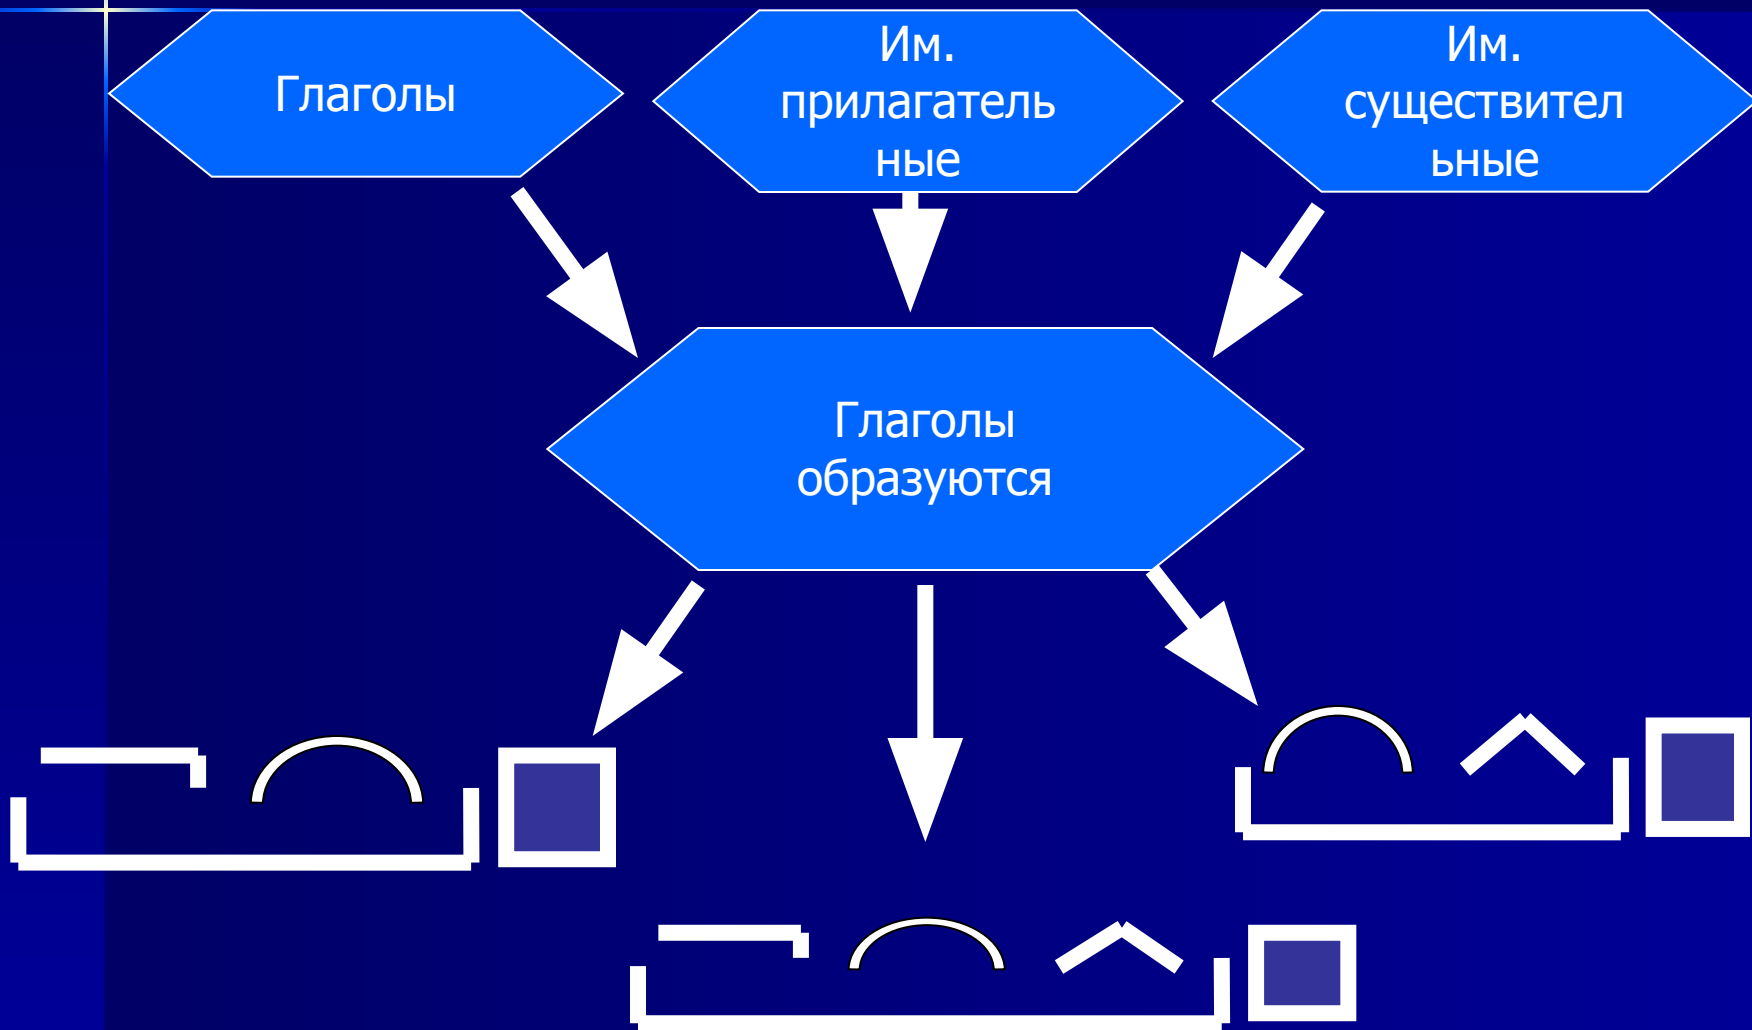 Глаголы
Им.
прилагатель
ные
Им.
существител
ьные
Глаголы
образуются